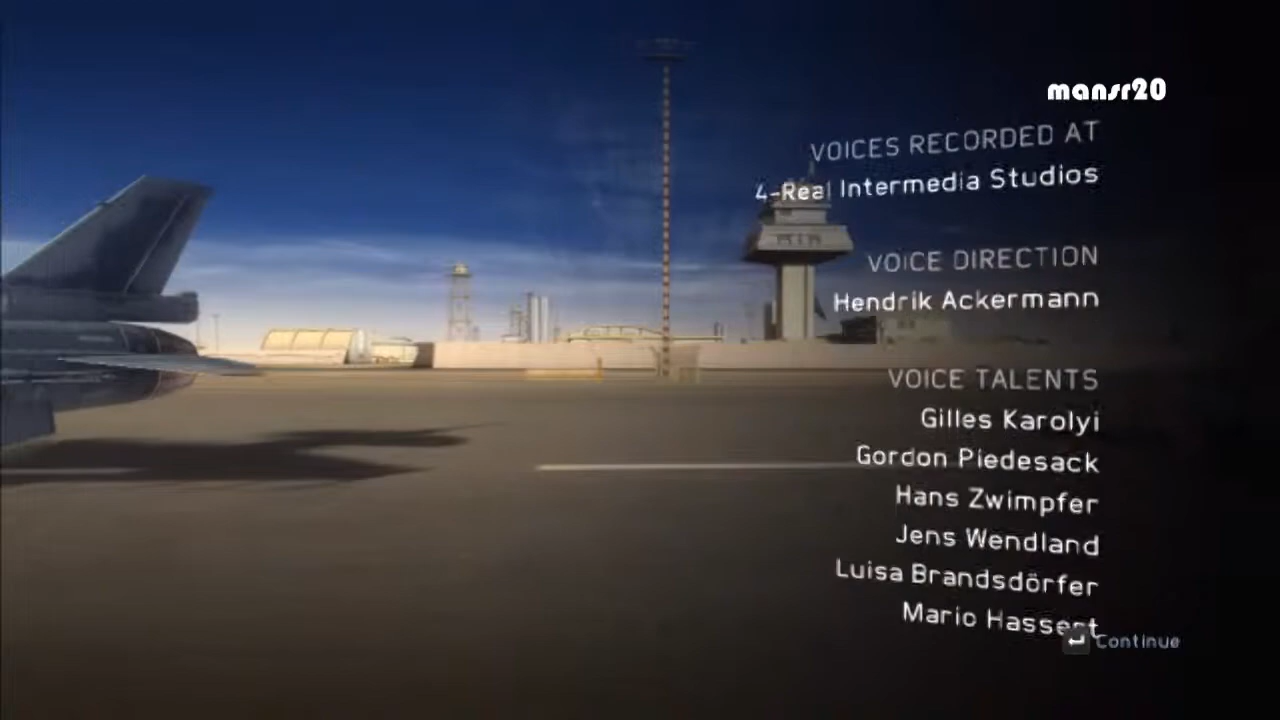 mansr20
VOICES RECORDED AT
4-Real Intermedia Studios
VOICE DIRECTION
Hendrik Ackermann
VOICE TALENTS
Gilles Karolyi
Gordon Piedesack
Hans Zwimpfer
Jens Wendland
Luisa Brandsdörfer
Mario Hassert
Continue